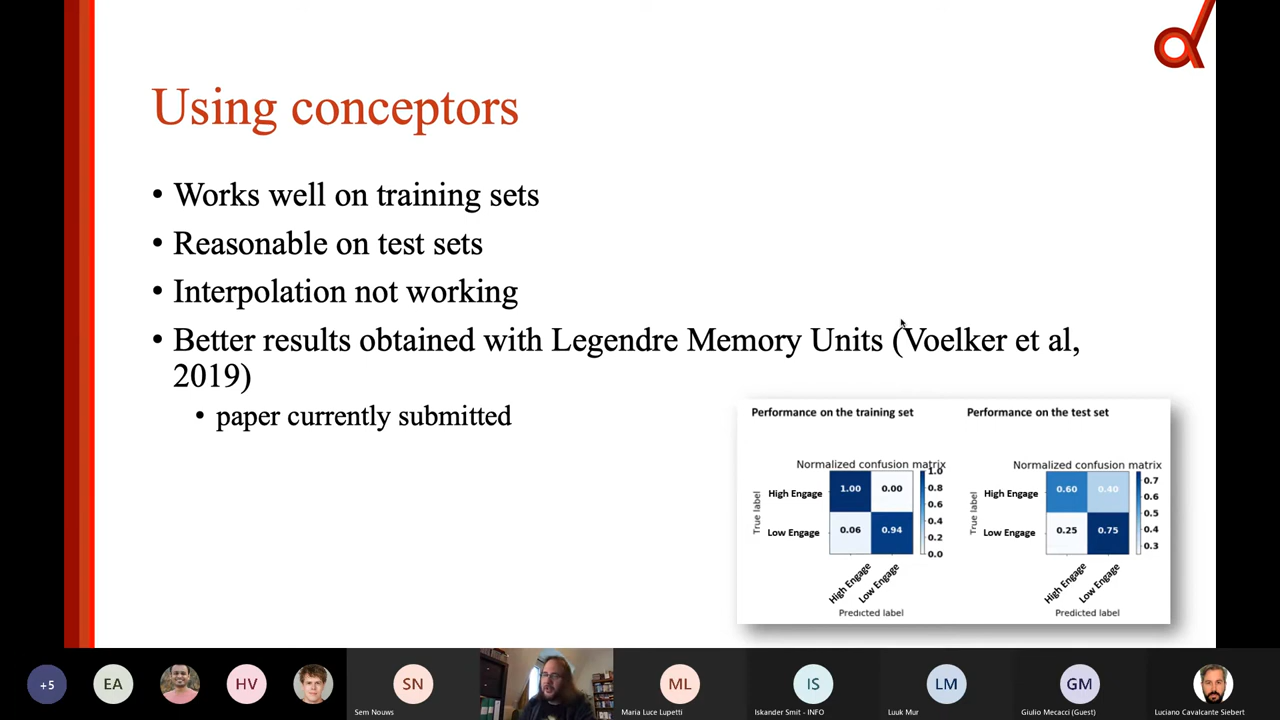 Using conceptors
• Works well on training sets
• Reasonable on test sets
• Interpolation not working
• Better results obtained with Legendre Memory Units (Voelker et al,
2019)
• paper currently submitted
Performance on the training set
Normalized confusion matrix
True label
High Engage
Low Engage
1.00 0.00
0.06 0.94
1.0
0.8
0.6
0.4
0.2
0.0
High Engage
Low Engage
Predicted label
Performance on the test set
Normalized confusion matrix
True label
High Engage
Low Engage
0.60 0.40
0.25 0.75
0.7
0.6
0.5
0.4
0.3
High Engage
Low Engage
Predicted label
+5
EA
HV
SN
Sem Nouws
ML
Maria Luce Lupetti
IS
Iskander Smit - INFO
LM
Luuk Mur
GM
Giulio Mecacci (Guest)
Luciano Cavalcante Siebert